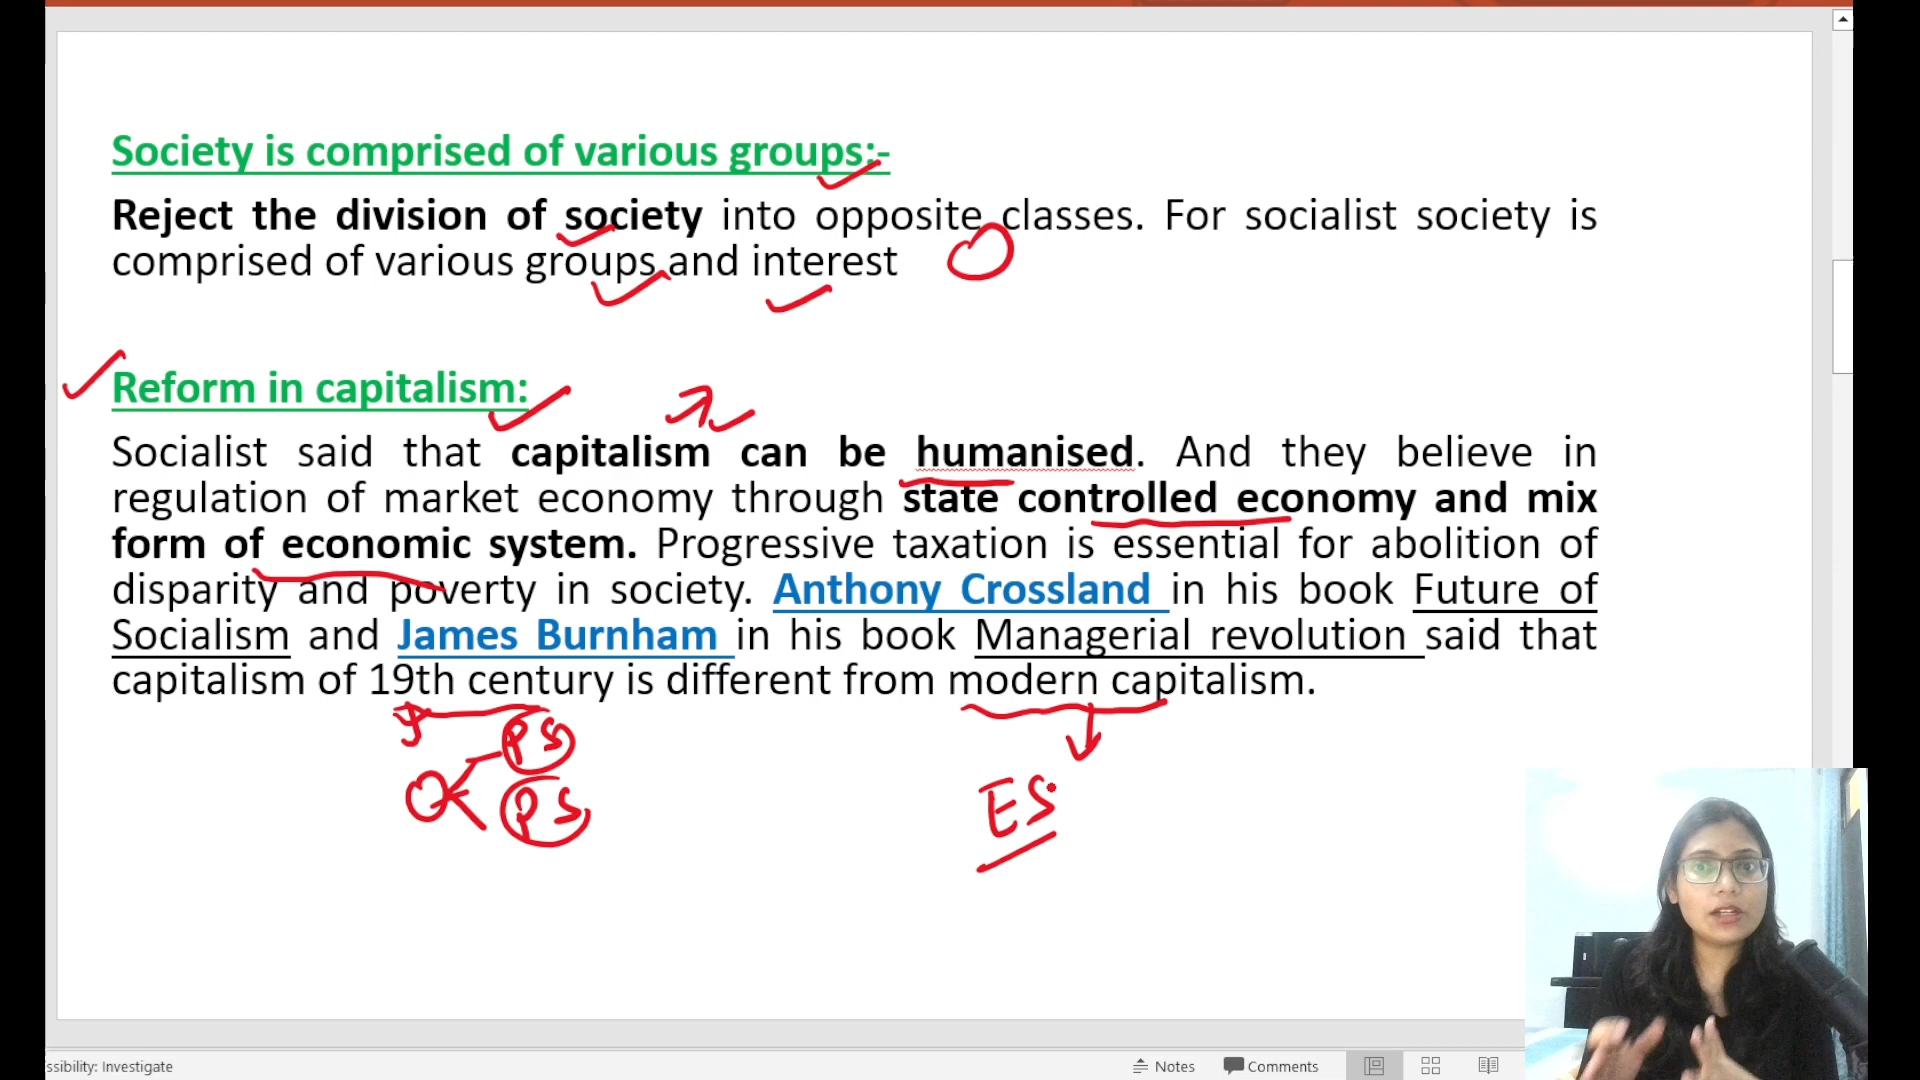 Society is comprised of various groups:-
Reject the division of society into opposite classes. For socialist society is
comprised of various groups and interest
Reform in capitalism:
Socialist said that capitalism can be humanised. And they believe in
regulation of market economy through state controlled economy and mix
form of economic system. Progressive taxation is essential for abolition of
disparity and poverty in society. Anthony Crossland in his book Future of
Socialism and James Burnham in his book Managerial revolution said that
capitalism of 19th century is different from modern capitalism.
PS
PS
ES
ssibility: Investigate
Notes
Comments